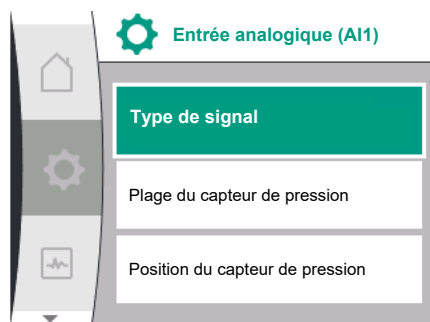 Entrée analogique (AI1)
Type de signal
Plage du capteur de pression
Position du capteur de pression